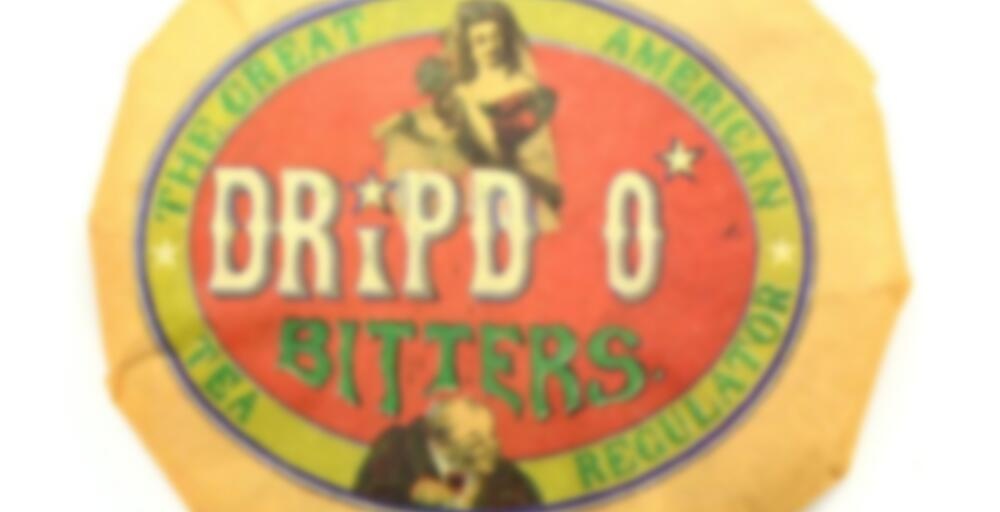 THE GREAT AMERICAN
DRiPD O
BITTERS.
TEA REGULATOR